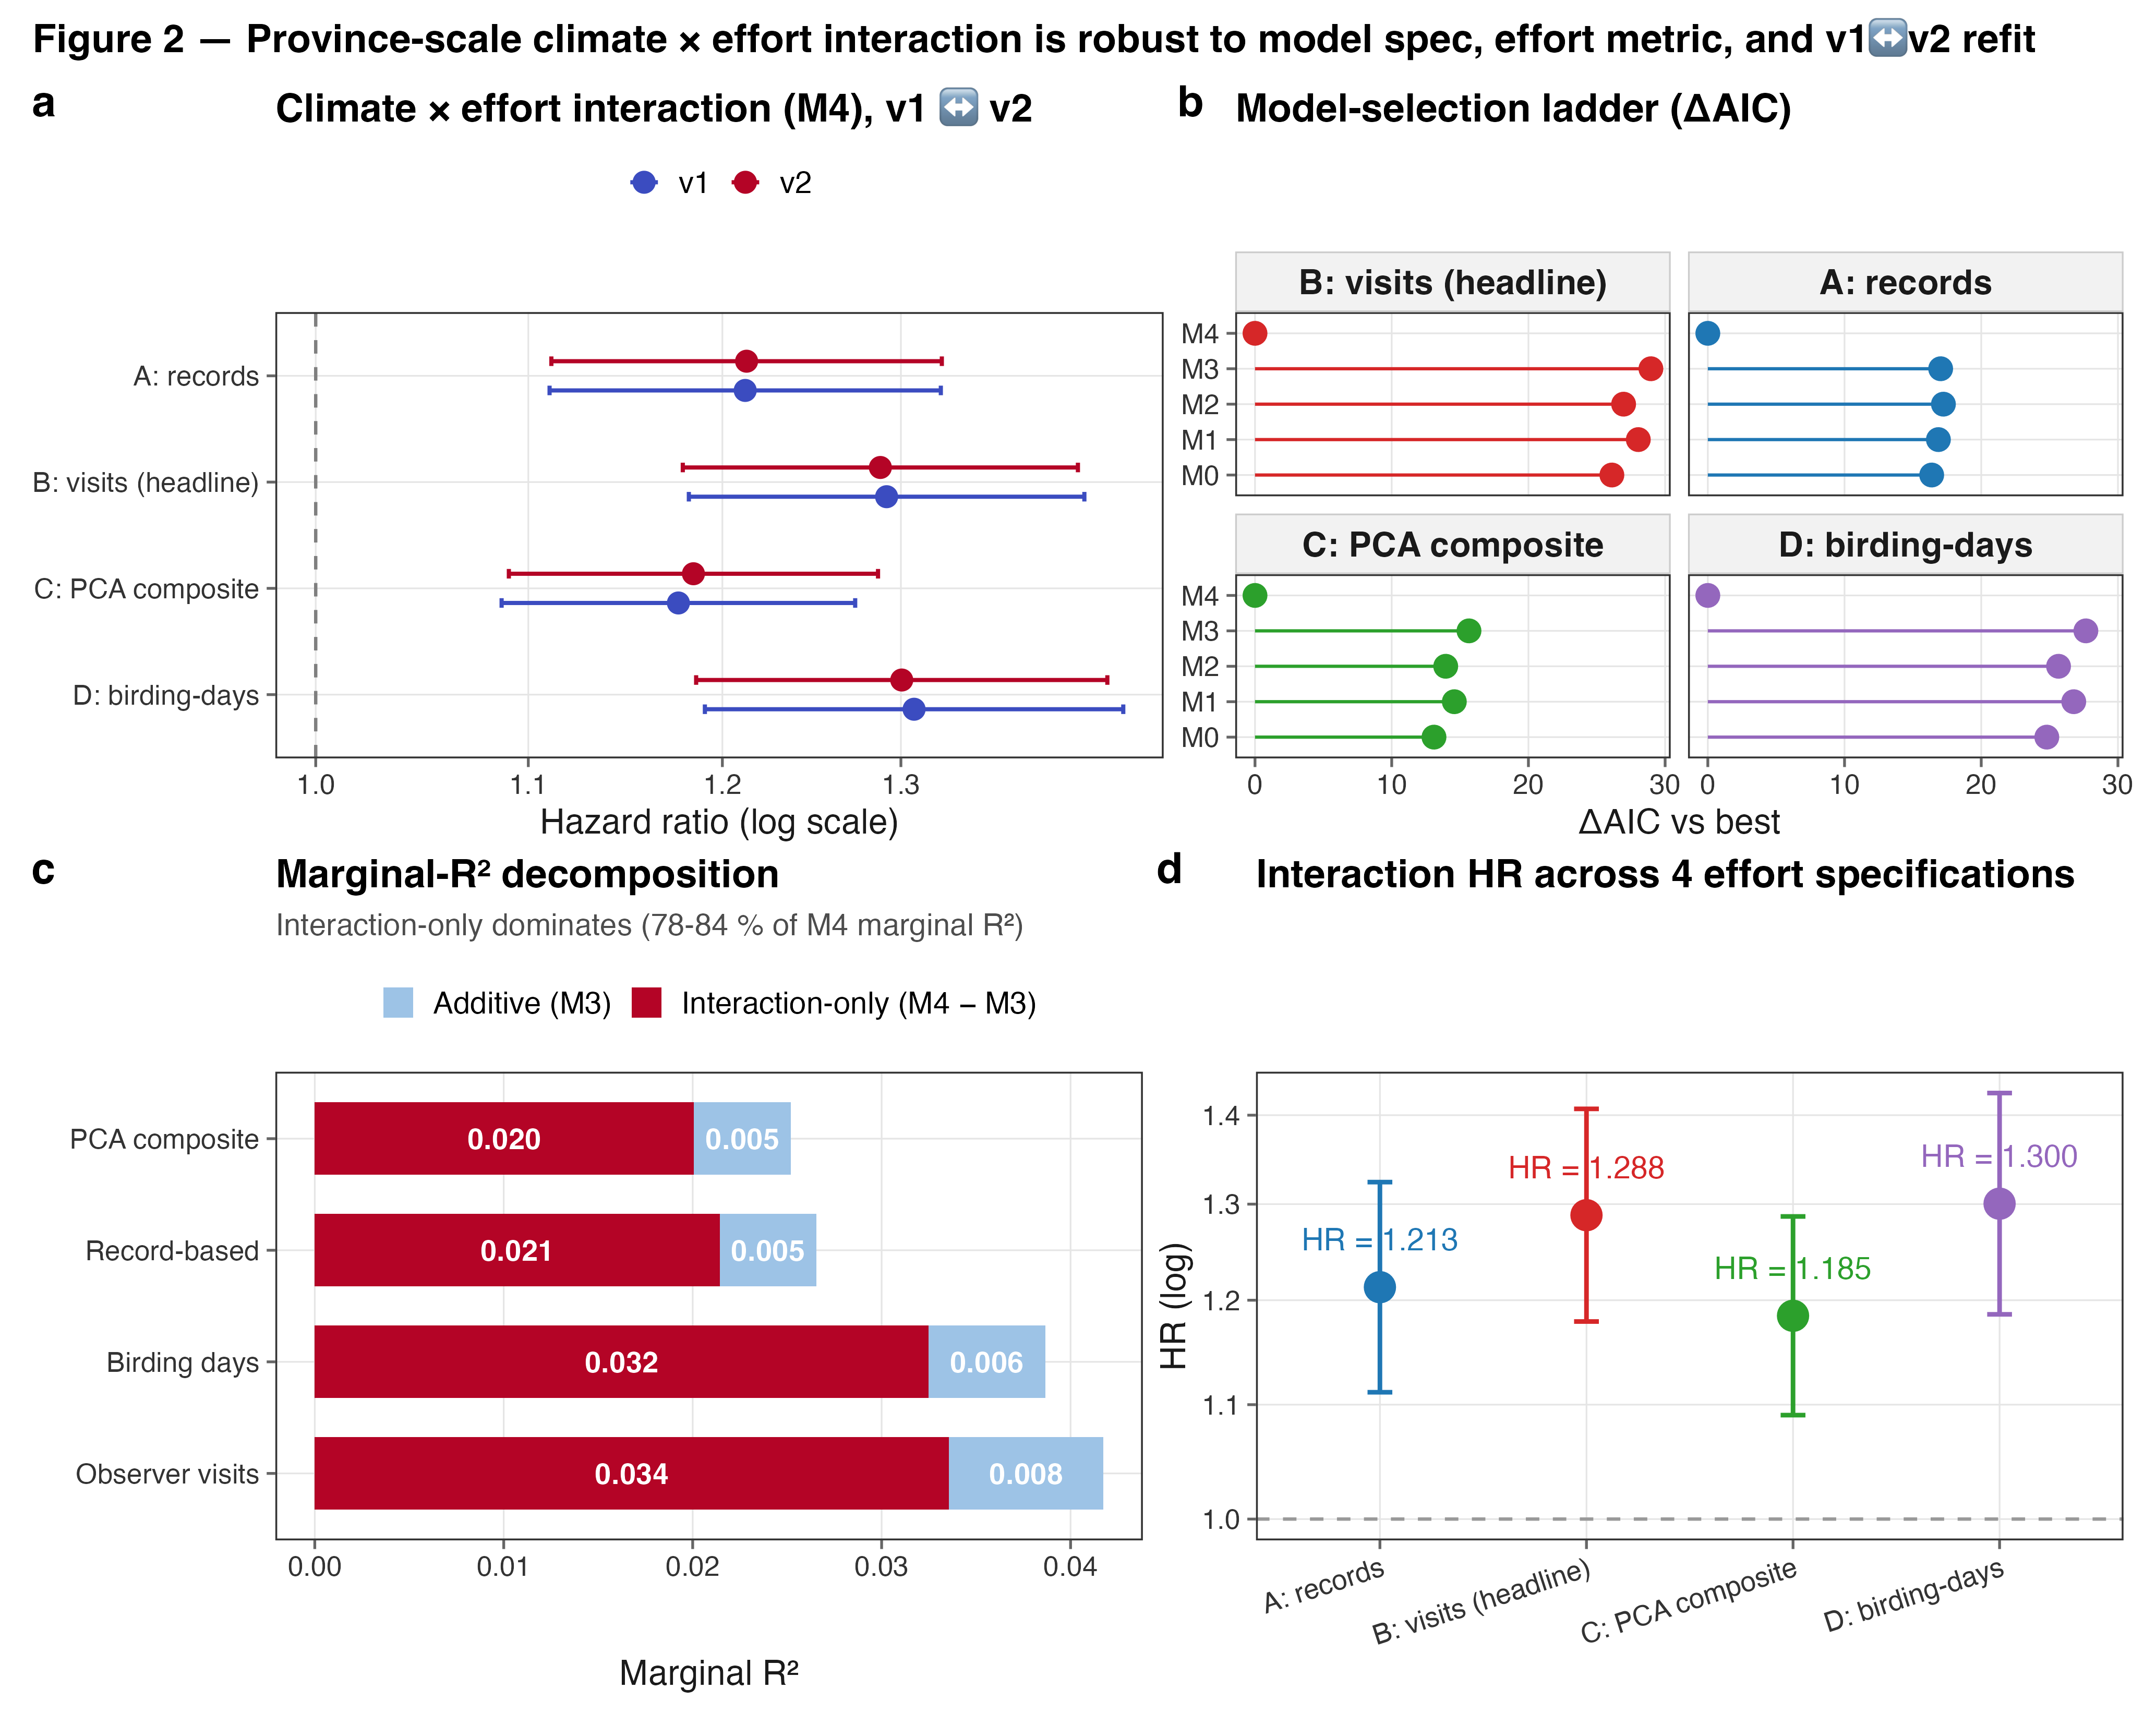 Figure 2 — Province-scale climate × effort interaction is robust to model spec, effort metric, and v1↔️v2 refit
a
Climate × effort interaction (M4), v1 ↔️ v2
v1
v2
A: records
B: visits (headline)
C: PCA composite
D: birding-days
1.0
1.1
1.2
1.3
Hazard ratio (log scale)
b
Model-selection ladder (ΔAIC)
B: visits (headline)
A: records
M4
M3
M2
M1
M0
C: PCA composite
D: birding-days
M4
M3
M2
M1
M0
0
10
20
30
0
10
20
30
ΔAIC vs best
c
Marginal-R² decomposition
Interaction-only dominates (78-84 % of M4 marginal R²)
Additive (M3)
Interaction-only (M4 − M3)
PCA composite
0.020
0.005
Record-based
0.021
0.005
Birding days
0.032
0.006
Observer visits
0.034
0.008
0.00
0.01
0.02
0.03
0.04
Marginal R²
d
Interaction HR across 4 effort specifications
HR (log)
1.4
1.3
1.2
1.1
1.0
HR = 1.213
HR = 1.288
HR = 1.185
HR = 1.300
A: records
B: visits (headline)
C: PCA composite
D: birding-days